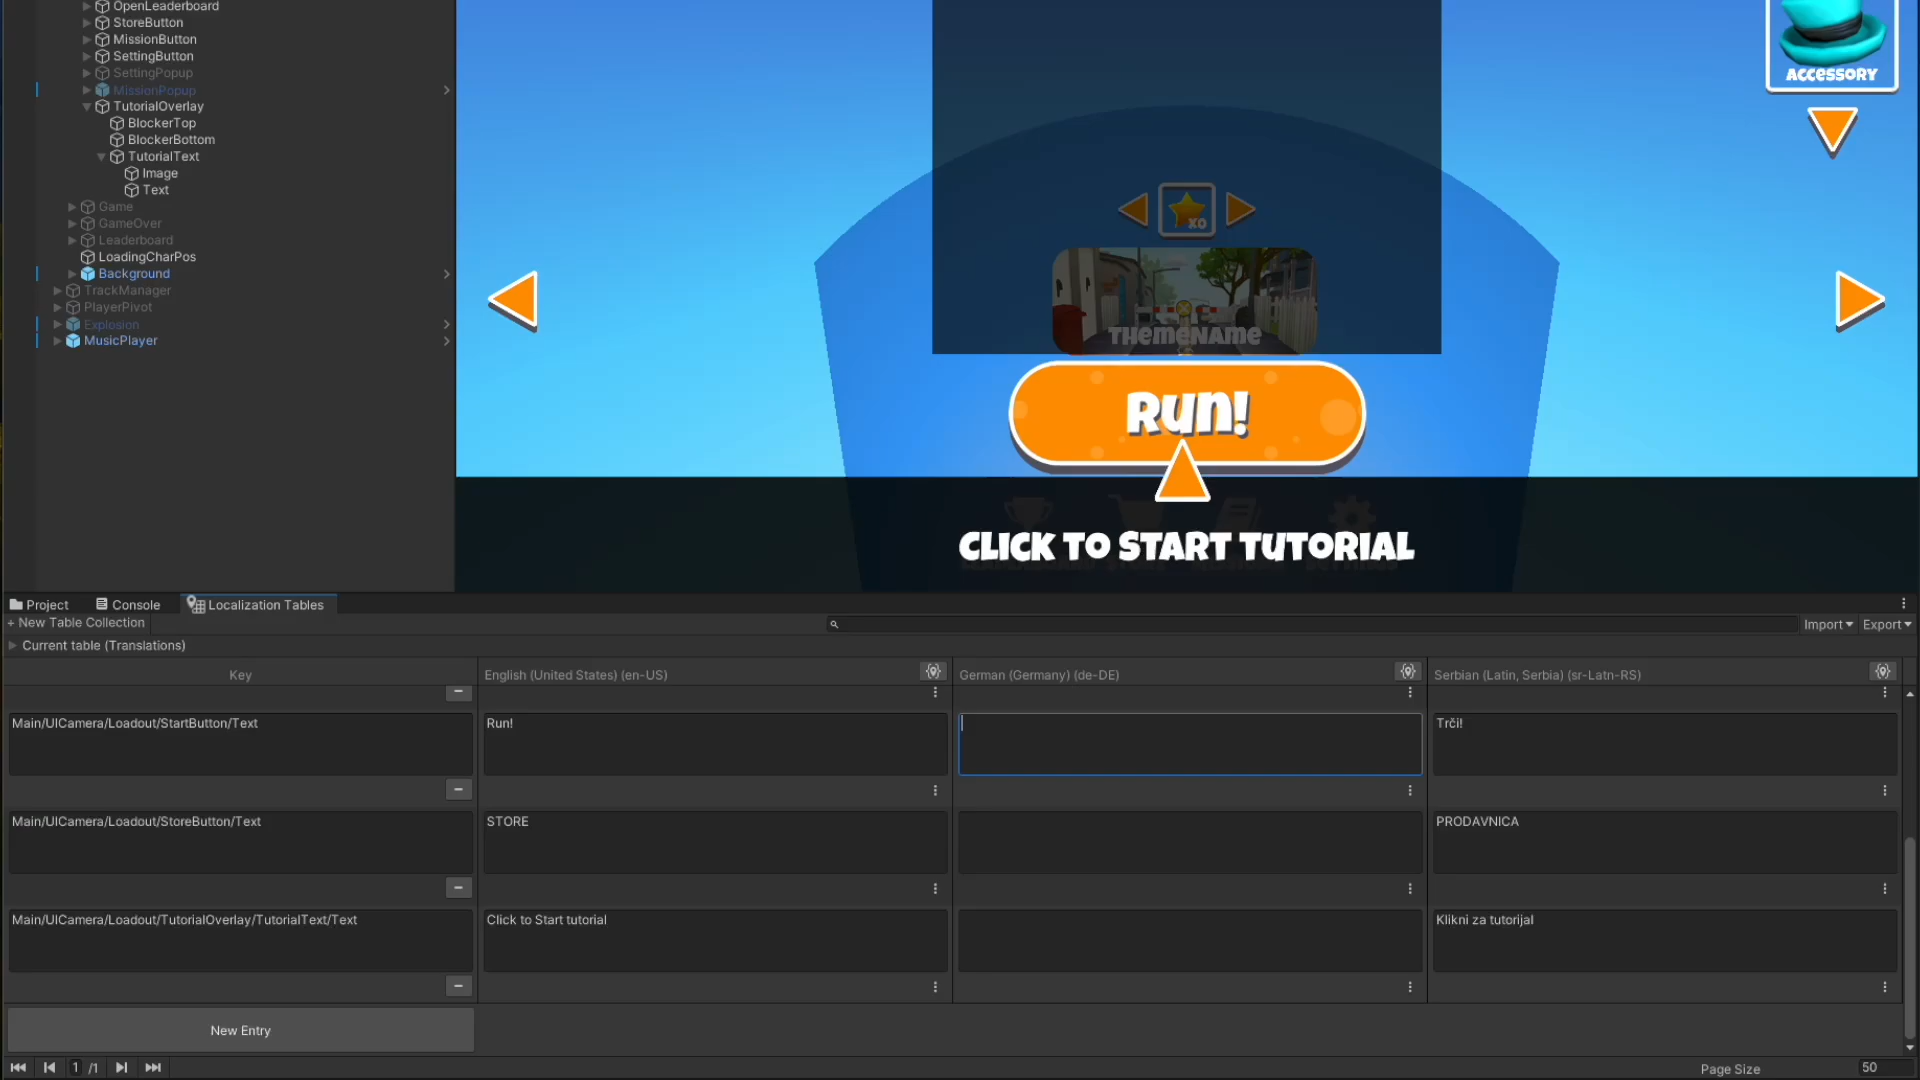 OpenLeaderboard
StoreButton
MissionButton
SettingButton
SettingPopup
MissionPopup
TutorialOverlay
BlockerTop
BlockerBottom
TutorialText
Image
Text
Game
GameOver
Leaderboard
LoadingCharPos
Background
TrackManager
PlayerPivot
Explosion
MusicPlayer
ACCESSORY
X0
THEMENAME
RUN!
CLICK TO START TUTORIAL
Project
Console
Localization Tables
+ New Table Collection
Import
Export
Current table (Translations)
Key
English (United States) (en-US)
German (Germany) (de-DE)
Serbian (Latin, Serbia) (sr-Latn-RS)
Main/UICamera/Loadout/StartButton/Text
Run!
Trči!
Main/UICamera/Loadout/StoreButton/Text
STORE
PRODAVNICA
Main/UICamera/Loadout/TutorialOverlay/TutorialText/Text
Click to Start tutorial
Klikni za tutorijal
New Entry
1 /1
Page Size
50